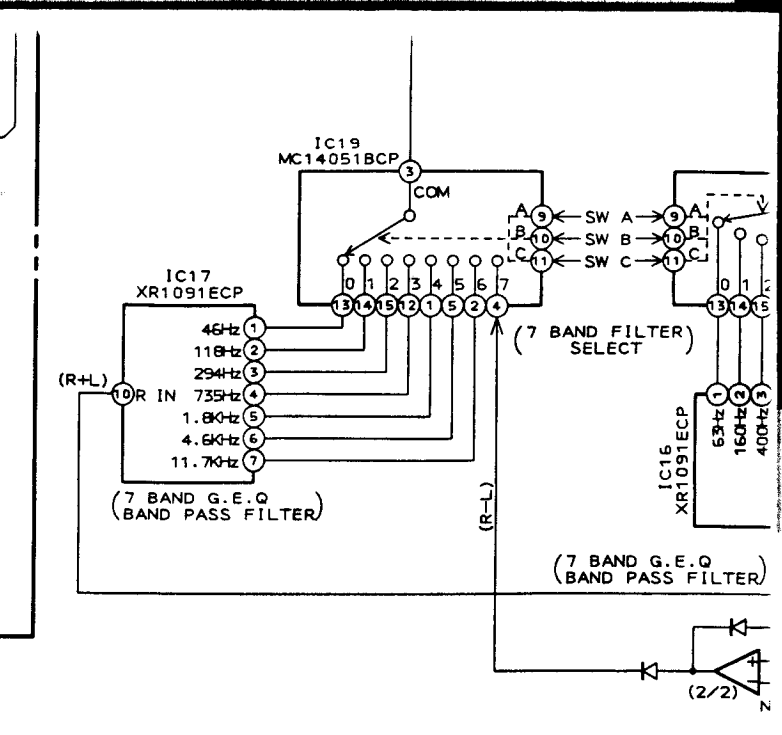 IC19
MC14051BCP
3
COM
A 9 SW A 9 A
B 10 SW B 10 B
C 11 SW C 11 C
0 1 2 3 4 5 6 7
13 14 15 12 1 5 2 4
0 1 2
13 14 15
(7 BAND FILTER)
SELECT
IC17
XR1091ECP
46Hz 1
118Hz 2
294Hz 3
735Hz 4
1.8KHz 5
4.6KHz 6
11.7KHz 7
(R+L)
10 R IN
(7 BAND G.E.Q
BAND PASS FILTER)
1 2 3
63Hz
160Hz
400Hz
IC16
XR1091ECP
(R-L)
(7 BAND G.E.Q
BAND PASS FILTER)
+
-
(2/2)
N